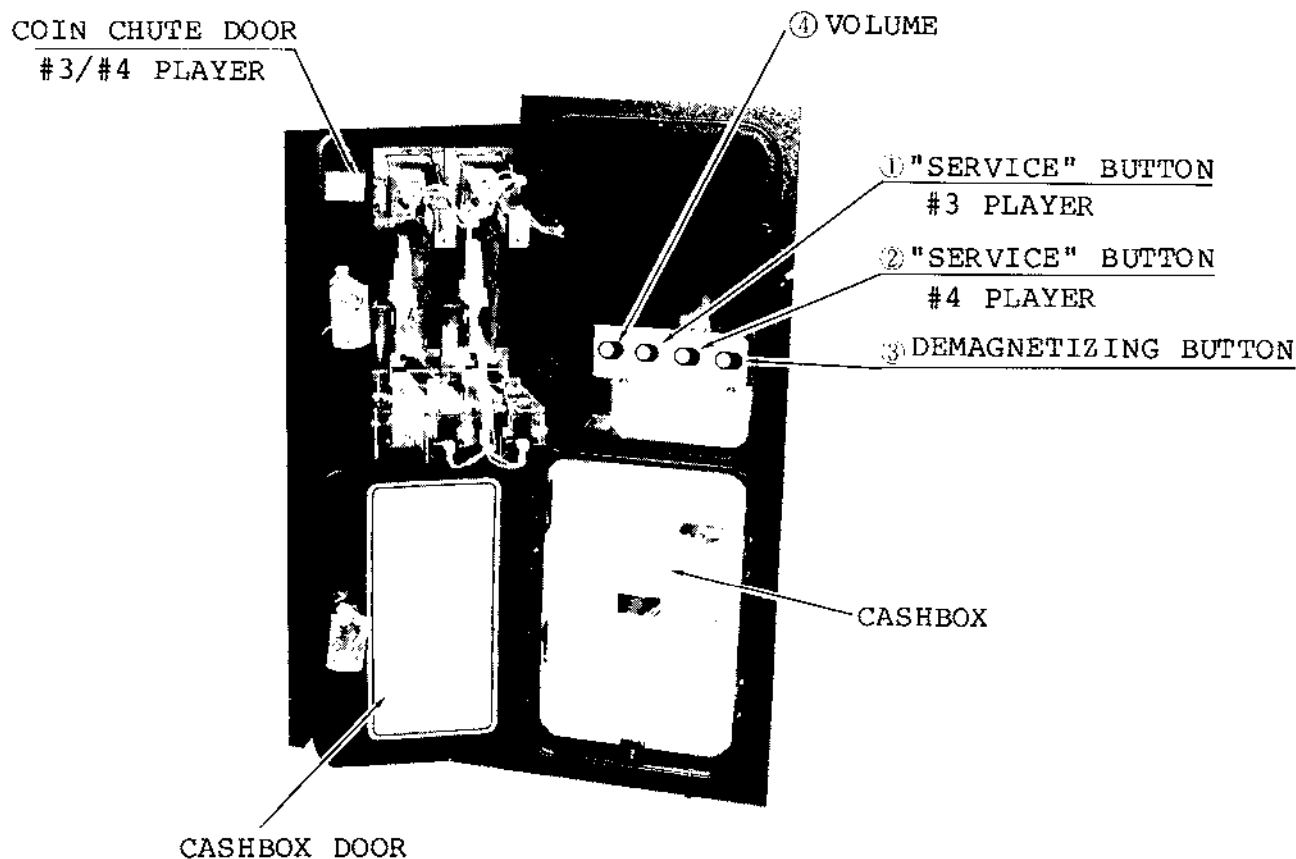 COIN CHUTE DOOR
#3/#4 PLAYER
④ VOLUME
① "SERVICE" BUTTON
#3 PLAYER
② "SERVICE" BUTTON
#4 PLAYER
③ DEMAGNETIZING BUTTON
CASHBOX
CASHBOX DOOR